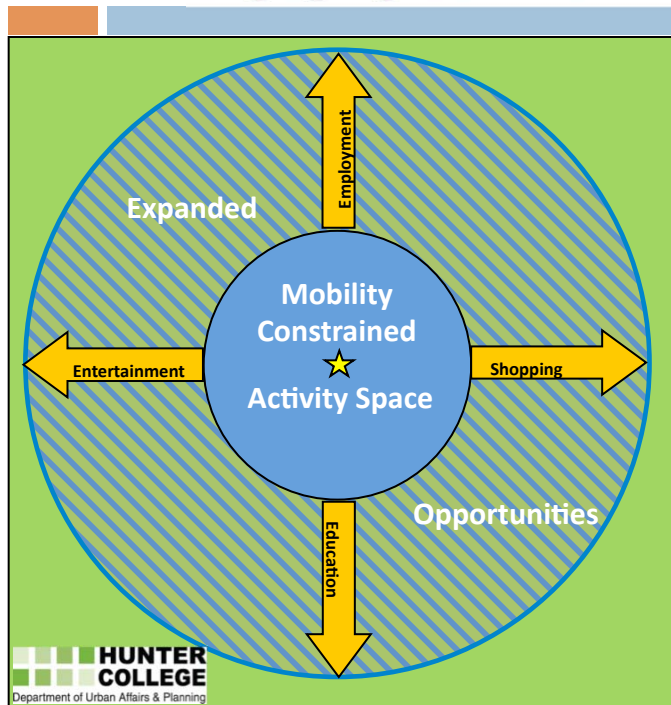 Employment
Expanded
Mobility
Constrained
Entertainment
Shopping
Activity Space
Opportunities
Education
HUNTER
COLLEGE
Department of Urban Affairs & Planning